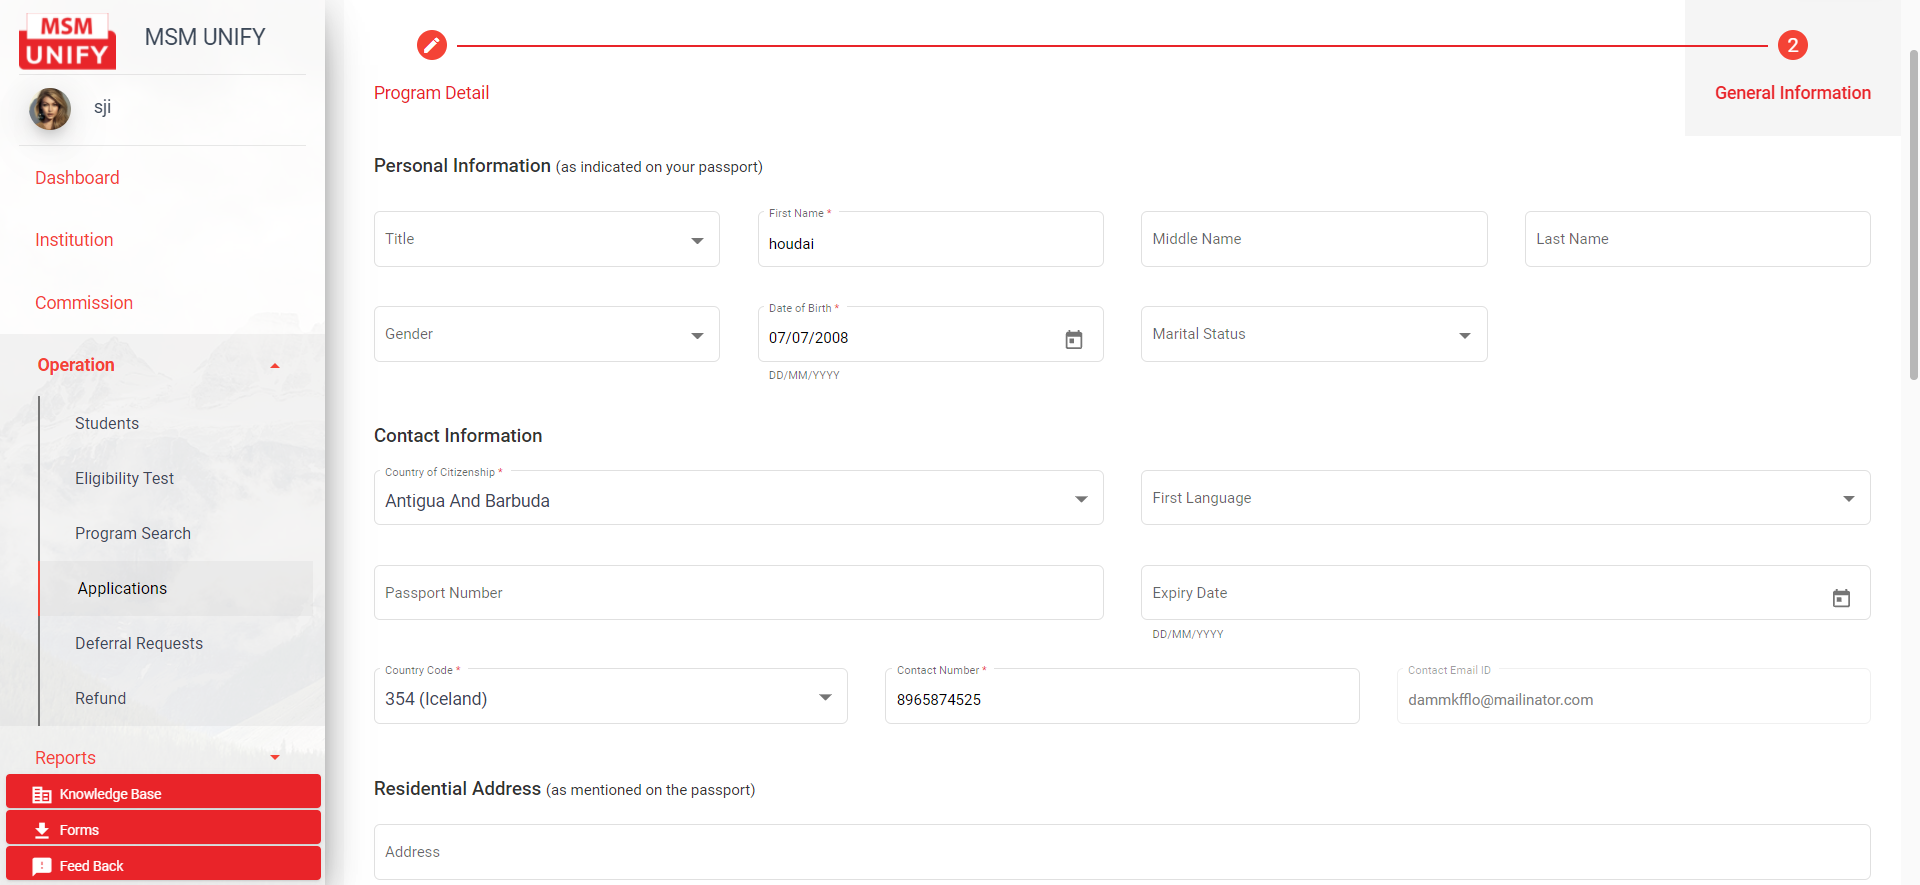 MSM
UNIFY
MSM UNIFY
sji
Dashboard
Institution
Commission
Operation
Students
Eligibility Test
Program Search
Applications
Deferral Requests
Refund
Reports
Knowledge Base
Forms
Feed Back
2
Program Detail
General Information
Personal Information (as indicated on your passport)
Title
First Name *
houdai
Middle Name
Last Name
Gender
Date of Birth *
07/07/2008
DD/MM/YYYY
Marital Status
Contact Information
Country of Citizenship *
Antigua And Barbuda
First Language
Passport Number
Expiry Date
DD/MM/YYYY
Country Code *
354 (Iceland)
Contact Number *
8965874525
Contact Email ID
dammkfflo@mailinator.com
Residential Address (as mentioned on the passport)
Address